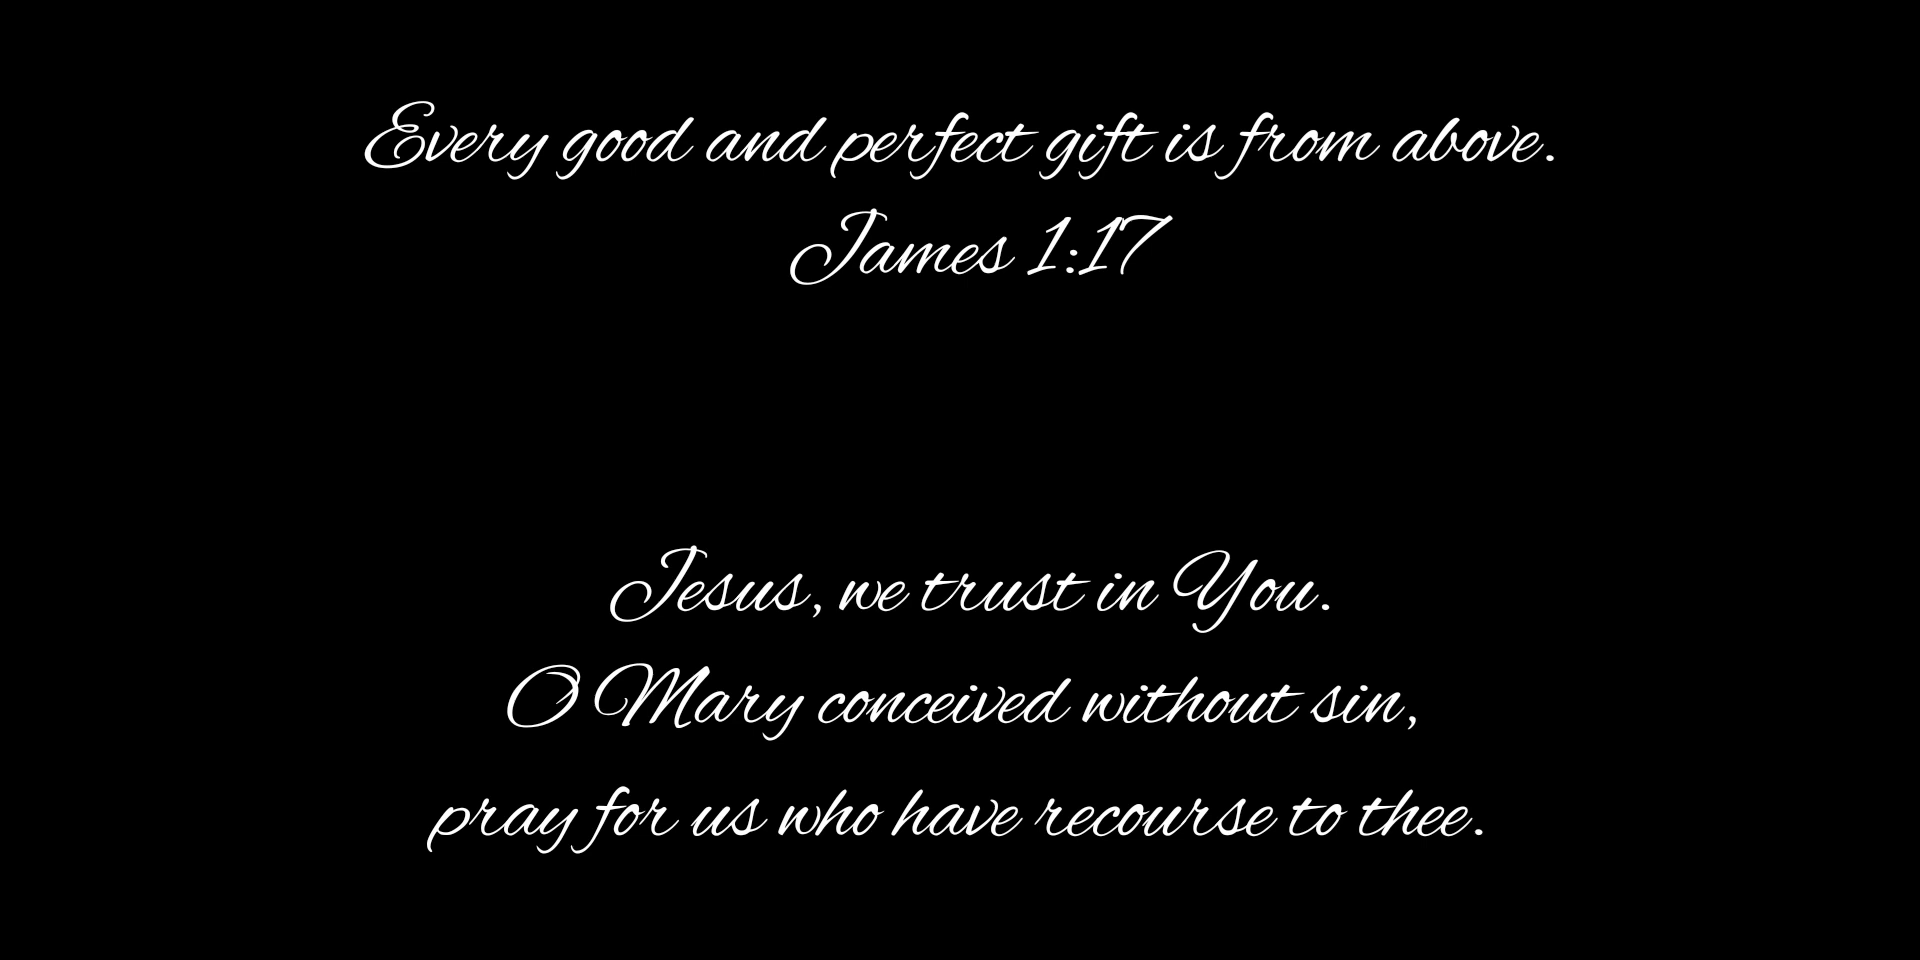 Every good and perfect gift is from above.
James 1:17
Jesus, we trust in You.
O Mary conceived without sin,
pray for us who have recourse to thee.